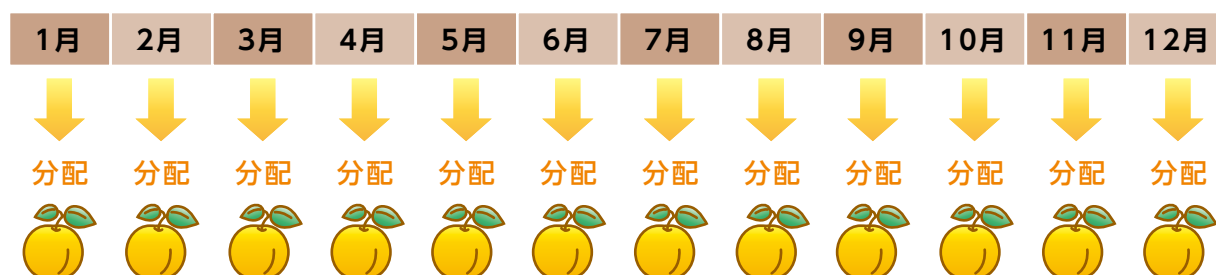 1月 2月 3月 4月 5月 6月 7月 8月 9月 10月 11月 12月
分配 分配 分配 分配 分配 分配 分配 分配 分配 分配 分配 分配